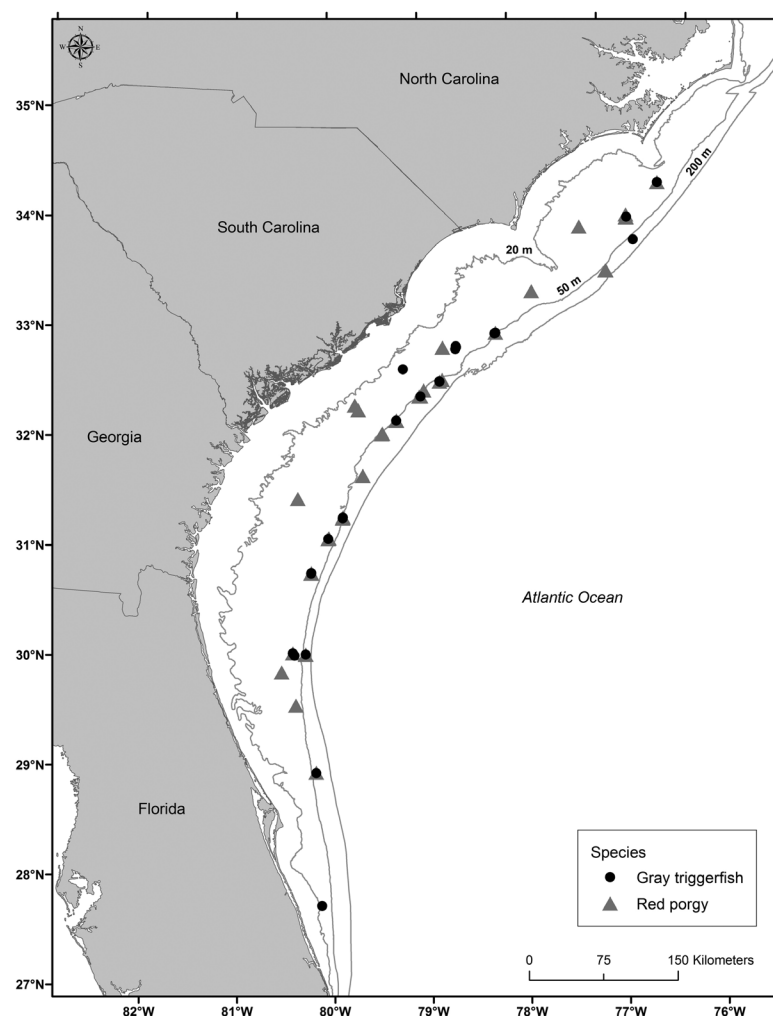 N
W E
S
North Carolina
35°N
200 m
34°N
South Carolina
20 m
50 m
33°N
32°N
Georgia
31°N
Atlantic Ocean
30°N
29°N
Florida
28°N
Species
Gray triggerfish
Red porgy
0 75 150 Kilometers
27°N
82°W 81°W 80°W 79°W 78°W 77°W 76°W